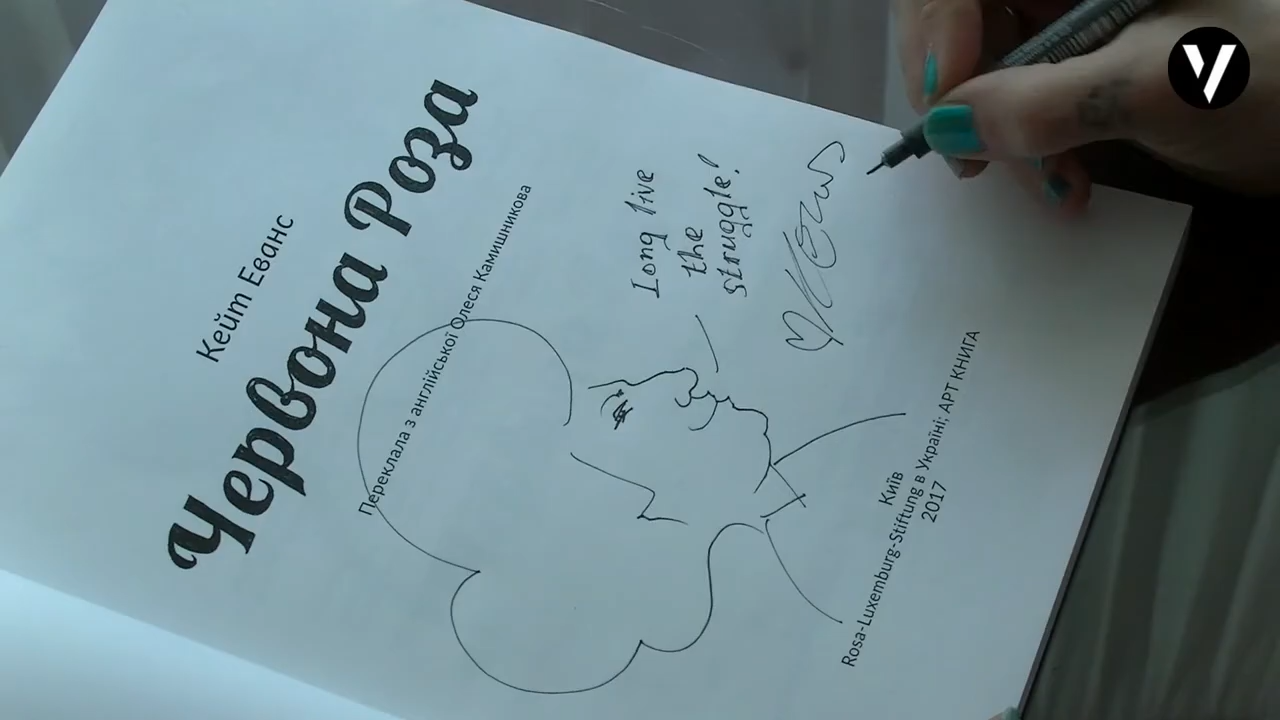 Кейт Еванс
Червона Роза
Переклала з англійської Олеся Камишникова
Long live
the
struggle!
Київ
Rosa-Luxemburg-Stiftung в Україні; АРТ КНИГА
2017